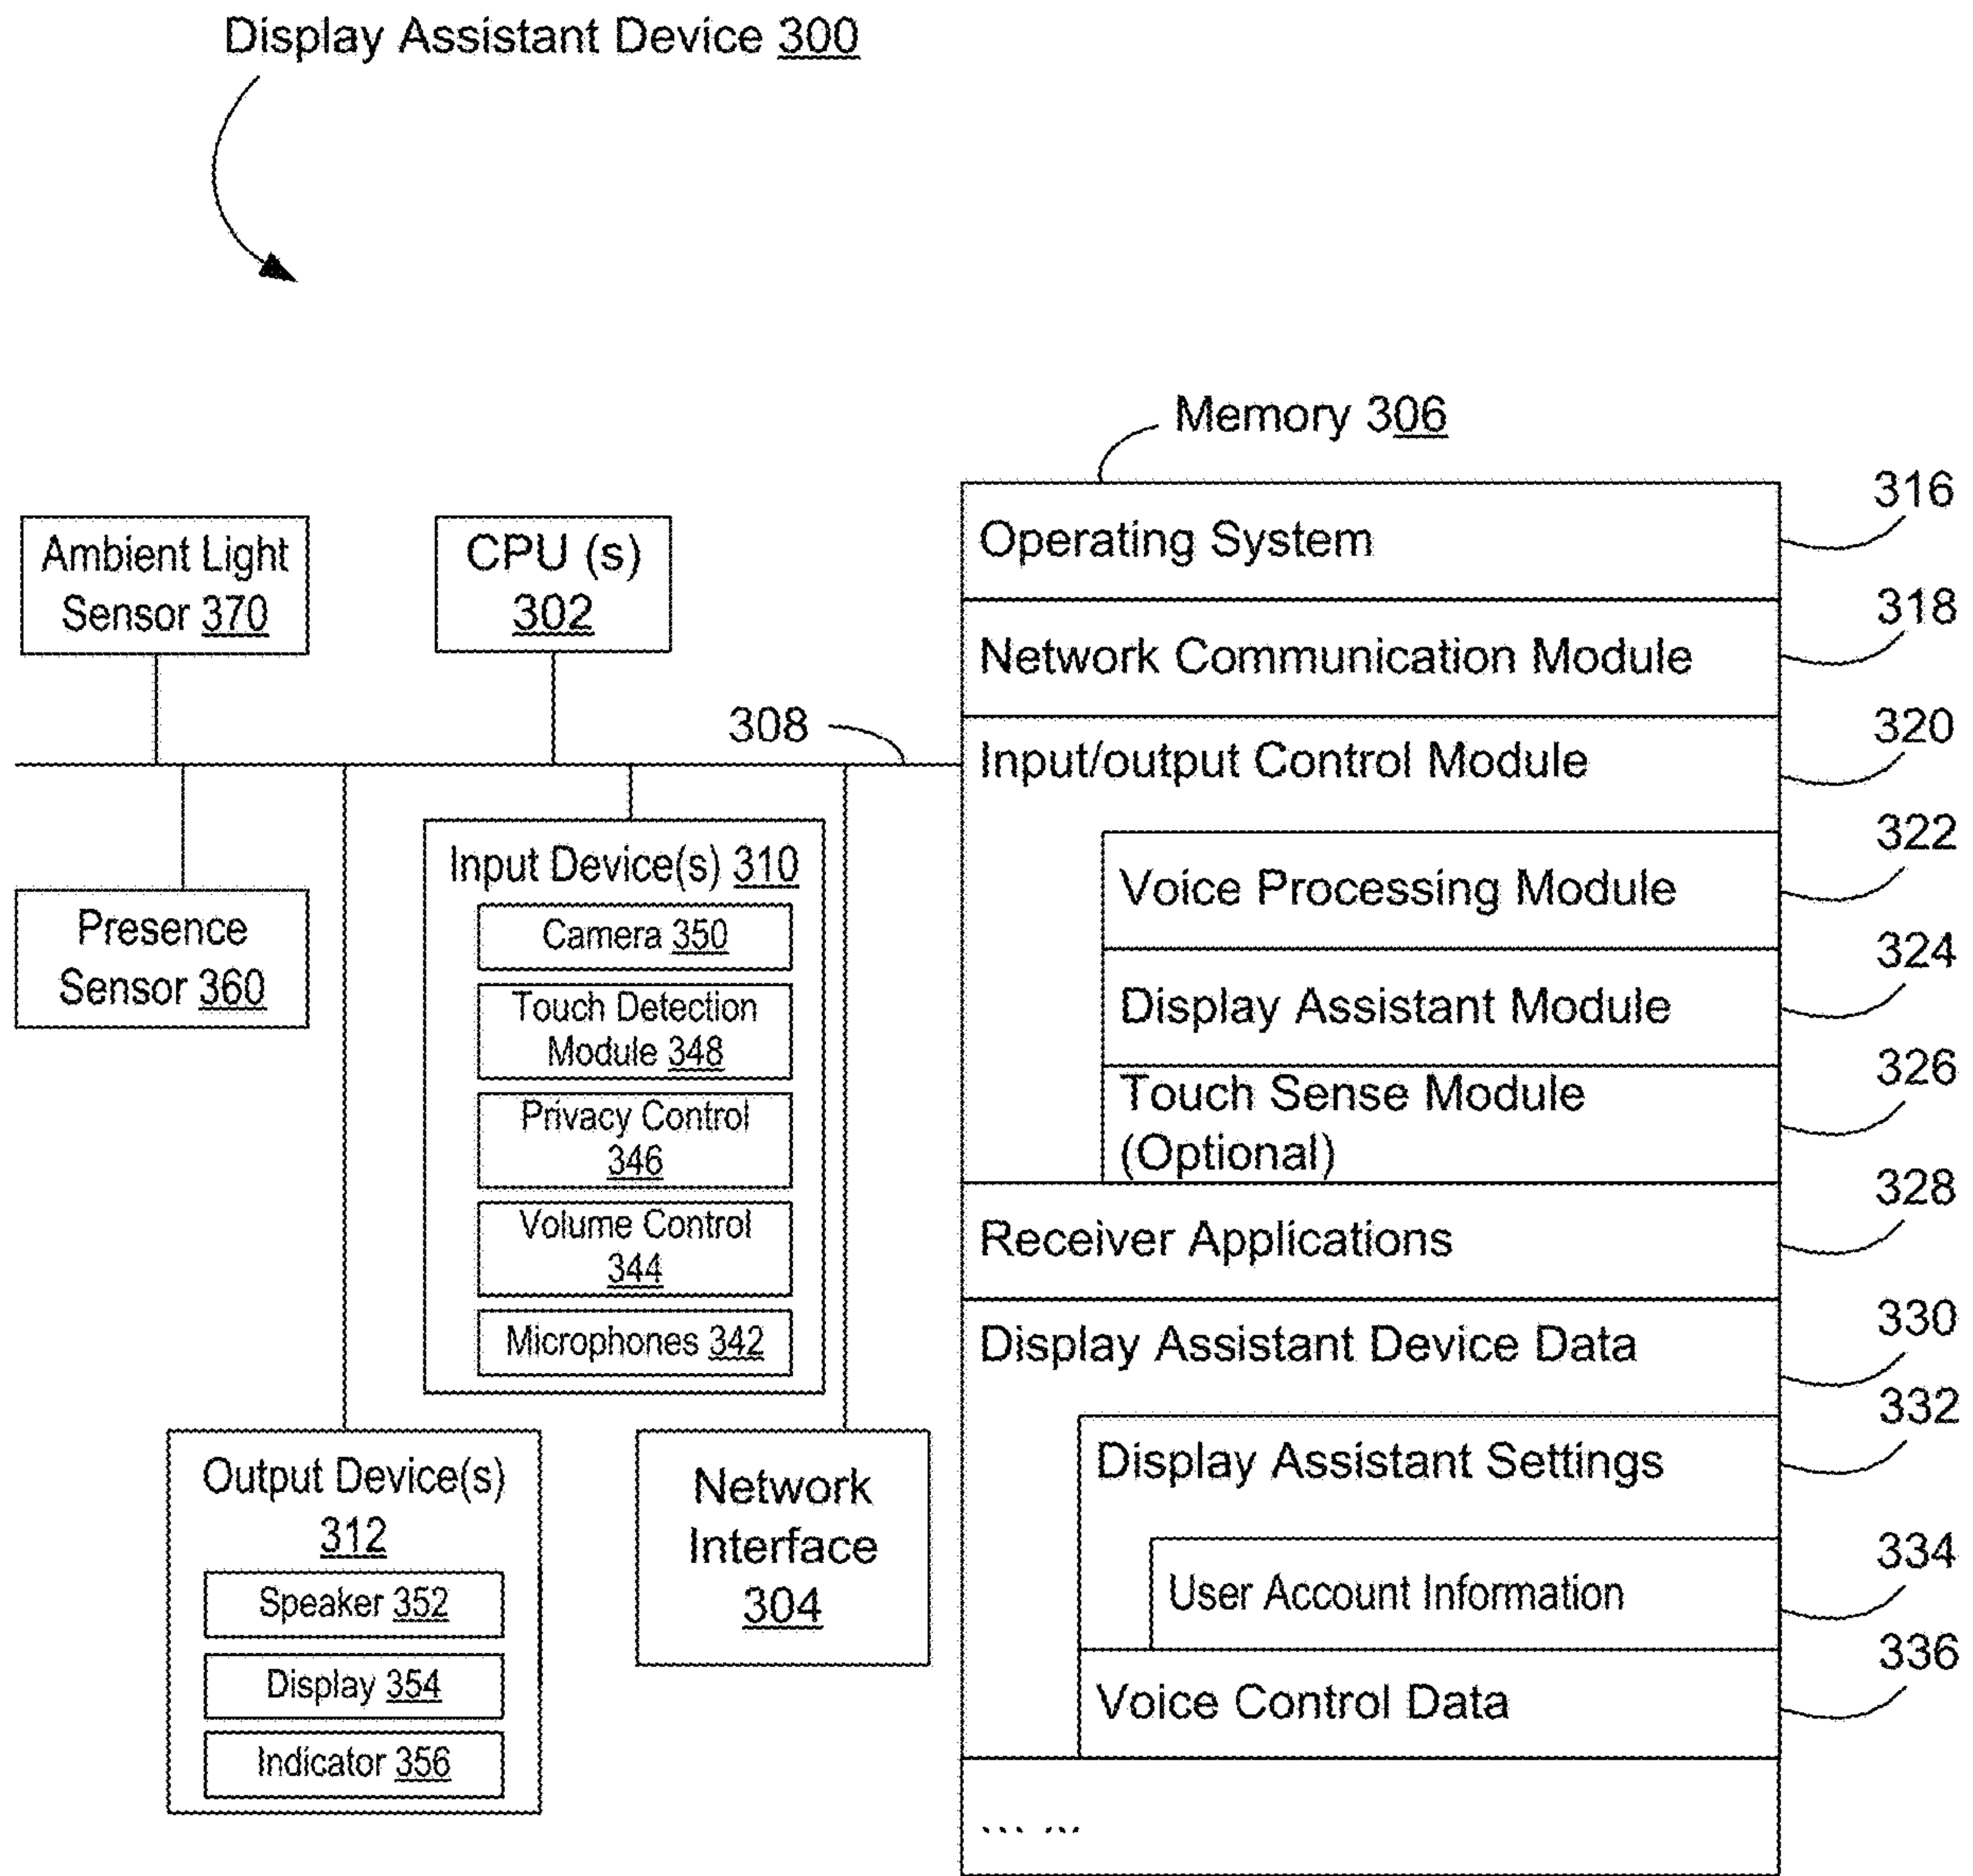 Display Assistant Device 300
Memory 306
Ambient Light
Sensor 370
CPU (s)
302
308
Presence
Sensor 360
Input Device(s) 310
Camera 350
Touch Detection
Module 348
Privacy Control
346
Volume Control
344
Microphones 342
Output Device(s)
312
Speaker 352
Display 354
Indicator 356
Network
Interface
304
Operating System
316
Network Communication Module
318
Input/output Control Module
320
Voice Processing Module
322
Display Assistant Module
324
Touch Sense Module
(Optional)
326
Receiver Applications
328
Display Assistant Device Data
330
Display Assistant Settings
332
User Account Information
334
Voice Control Data
336
... ...